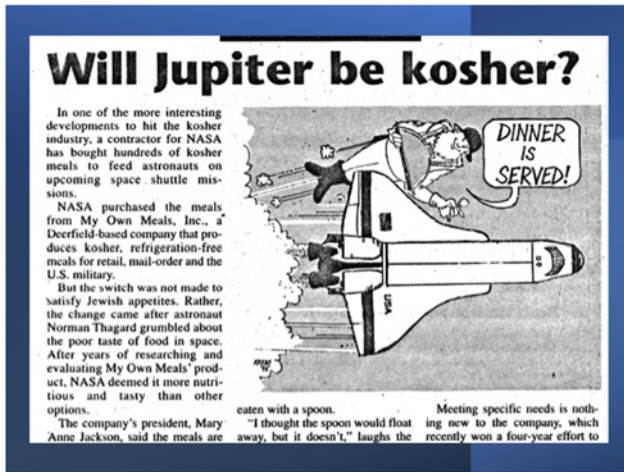 Will Jupiter be kosher?
In one of the more interesting
developments to hit the kosher
industry, a contractor for NASA
has bought hundreds of kosher
meals to feed astronauts on
upcoming space shuttle mis-
sions.
NASA purchased the meals
from My Own Meals, Inc., a
Deerfield-based company that pro-
duces kosher, refrigeration-free
meals for retail, mail-order and the
U.S. military.
But the switch was not made to
satisfy Jewish appetites. Rather,
the change came after astronaut
Norman Thagard grumbled about
the poor taste of food in space.
After years of researching and
evaluating My Own Meals' prod-
uct, NASA deemed it more nutri-
tious and tasty than other
options.
The company's president, Mary
Anne Jackson, said the meals are
DINNER
IS
SERVED!
USA
eaten with a spoon.
"I thought the spoon would float
away, but it doesn't," laughs the
Meeting specific needs is noth-
ing new to the company, which
recently won a four-year effort to